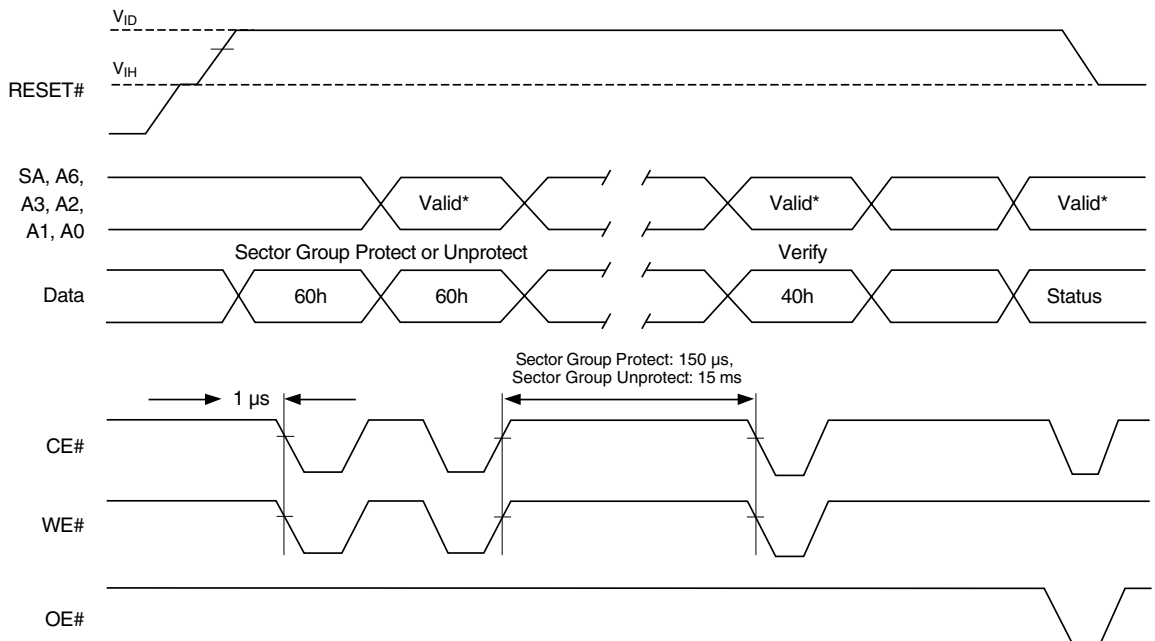 VID
VIH
RESET#
SA, A6,
A3, A2,
A1, A0
Valid*
Valid*
Valid*
Sector Group Protect or Unprotect
Verify
Data
60h
60h
40h
Status
Sector Group Protect: 150 µs,
Sector Group Unprotect: 15 ms
1 µs
CE#
WE#
OE#